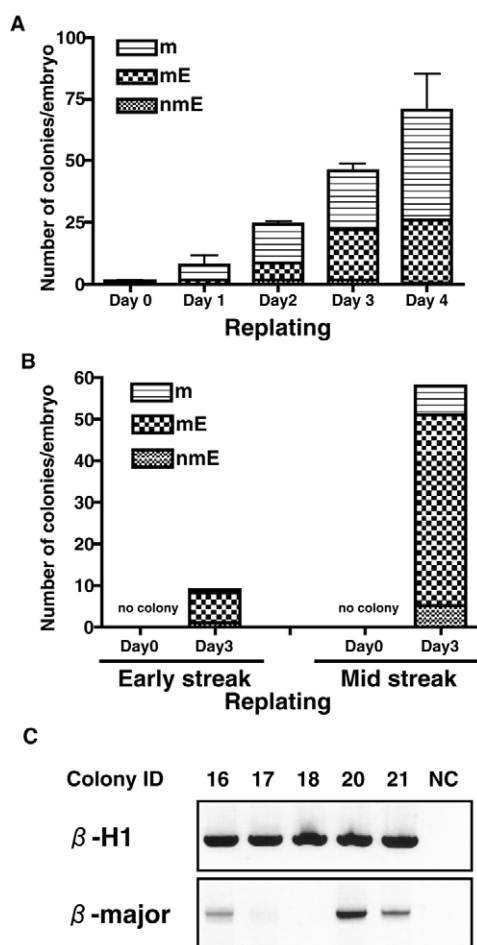 A
Number of colonies/embryo
100
75
50
25
0
m
mE
nmE
Day 0 Day 1 Day2 Day 3 Day 4
Replating
B
Number of colonies/embryo
60
50
40
30
20
10
0
m
mE
nmE
no colony no colony
Day0 Day3 Day0 Day3
Early streak Mid streak
Replating
C
Colony ID 16 17 18 20 21 NC
β-H1
β-major